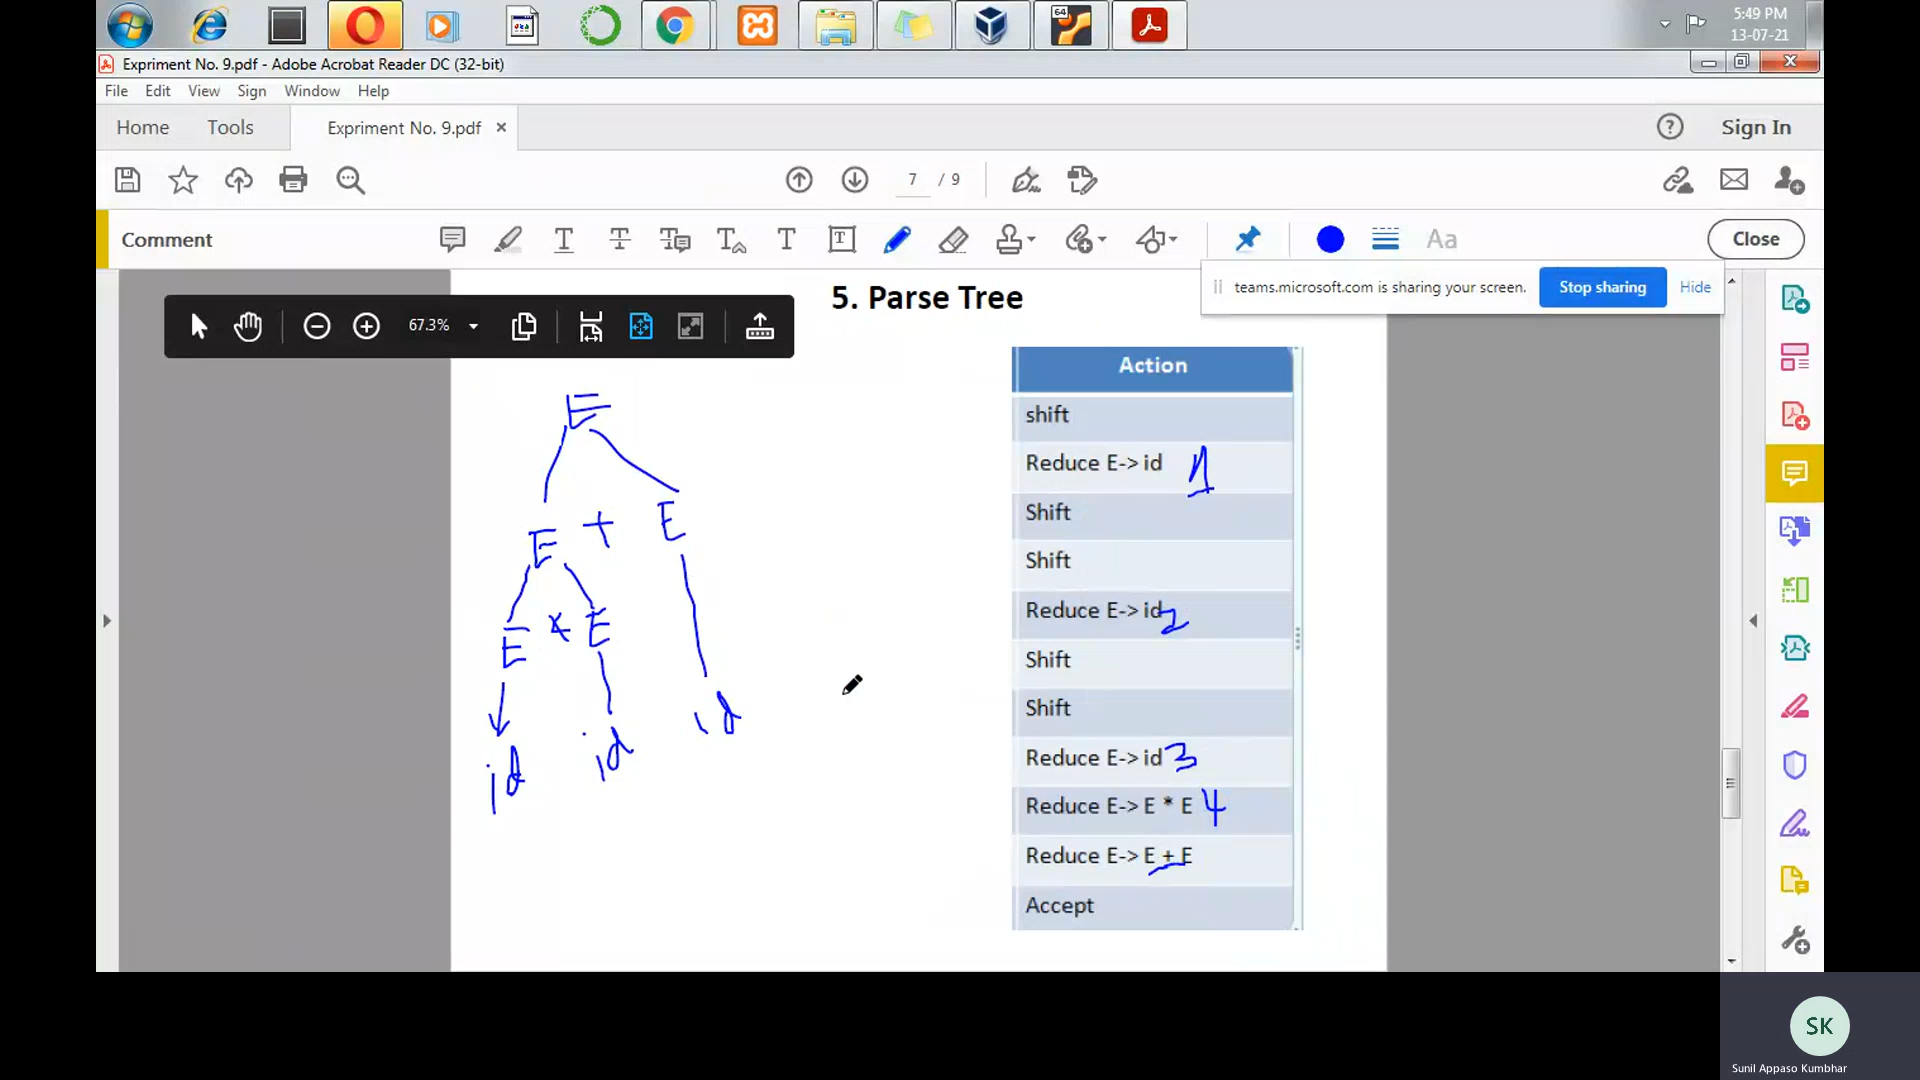 5:49 PM
13-07-21
64
Expriment No. 9.pdf - Adobe Acrobat Reader DC (32-bit)
File Edit View Sign Window Help
Home Tools Expriment No. 9.pdf × Sign In
7 / 9
Comment Aa Close
teams.microsoft.com is sharing your screen. Stop sharing Hide
67.3%
5. Parse Tree
Action
shift
Reduce E-> id 1
Shift
Shift
Reduce E-> id 2
Shift
Shift
Reduce E-> id 3
Reduce E-> E * E 4
Reduce E-> E + E
Accept
E
E + E
E * E
id id id
SK
Sunil Appaso Kumbhar